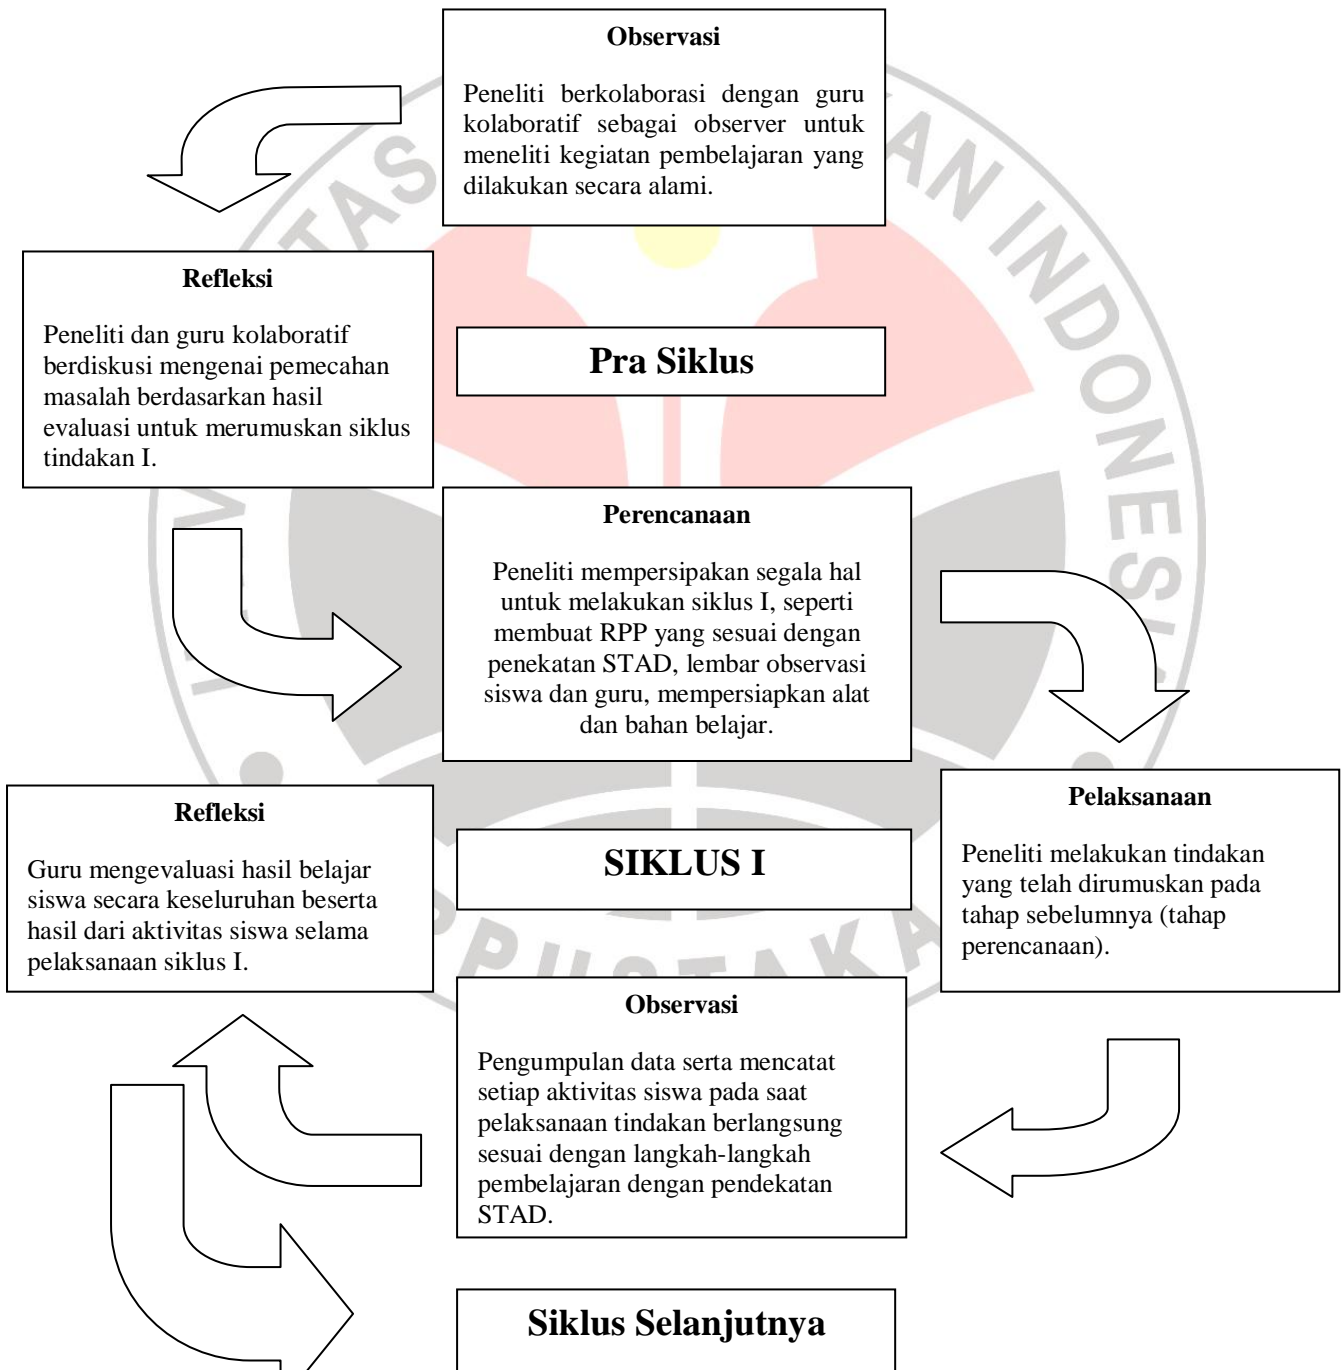 Observasi
Peneliti berkolaborasi dengan guru
kolaboratif sebagai observer untuk
meneliti kegiatan pembelajaran yang
dilakukan secara alami.
Refleksi
Peneliti dan guru kolaboratif
berdiskusi mengenai pemecahan
masalah berdasarkan hasil
evaluasi untuk merumuskan siklus
tindakan I.
Pra Siklus
Perencanaan
Peneliti mempersipakan segala hal
untuk melakukan siklus I, seperti
membuat RPP yang sesuai dengan
penekatan STAD, lembar observasi
siswa dan guru, mempersiapkan alat
dan bahan belajar.
Pelaksanaan
Peneliti melakukan tindakan
yang telah dirumuskan pada
tahap sebelumnya (tahap
perencanaan).
SIKLUS I
Refleksi
Guru mengevaluasi hasil belajar
siswa secara keseluruhan beserta
hasil dari aktivitas siswa selama
pelaksanaan siklus I.
Observasi
Pengumpulan data serta mencatat
setiap aktivitas siswa pada saat
pelaksanaan tindakan berlangsung
sesuai dengan langkah-langkah
pembelajaran dengan pendekatan
STAD.
Siklus Selanjutnya